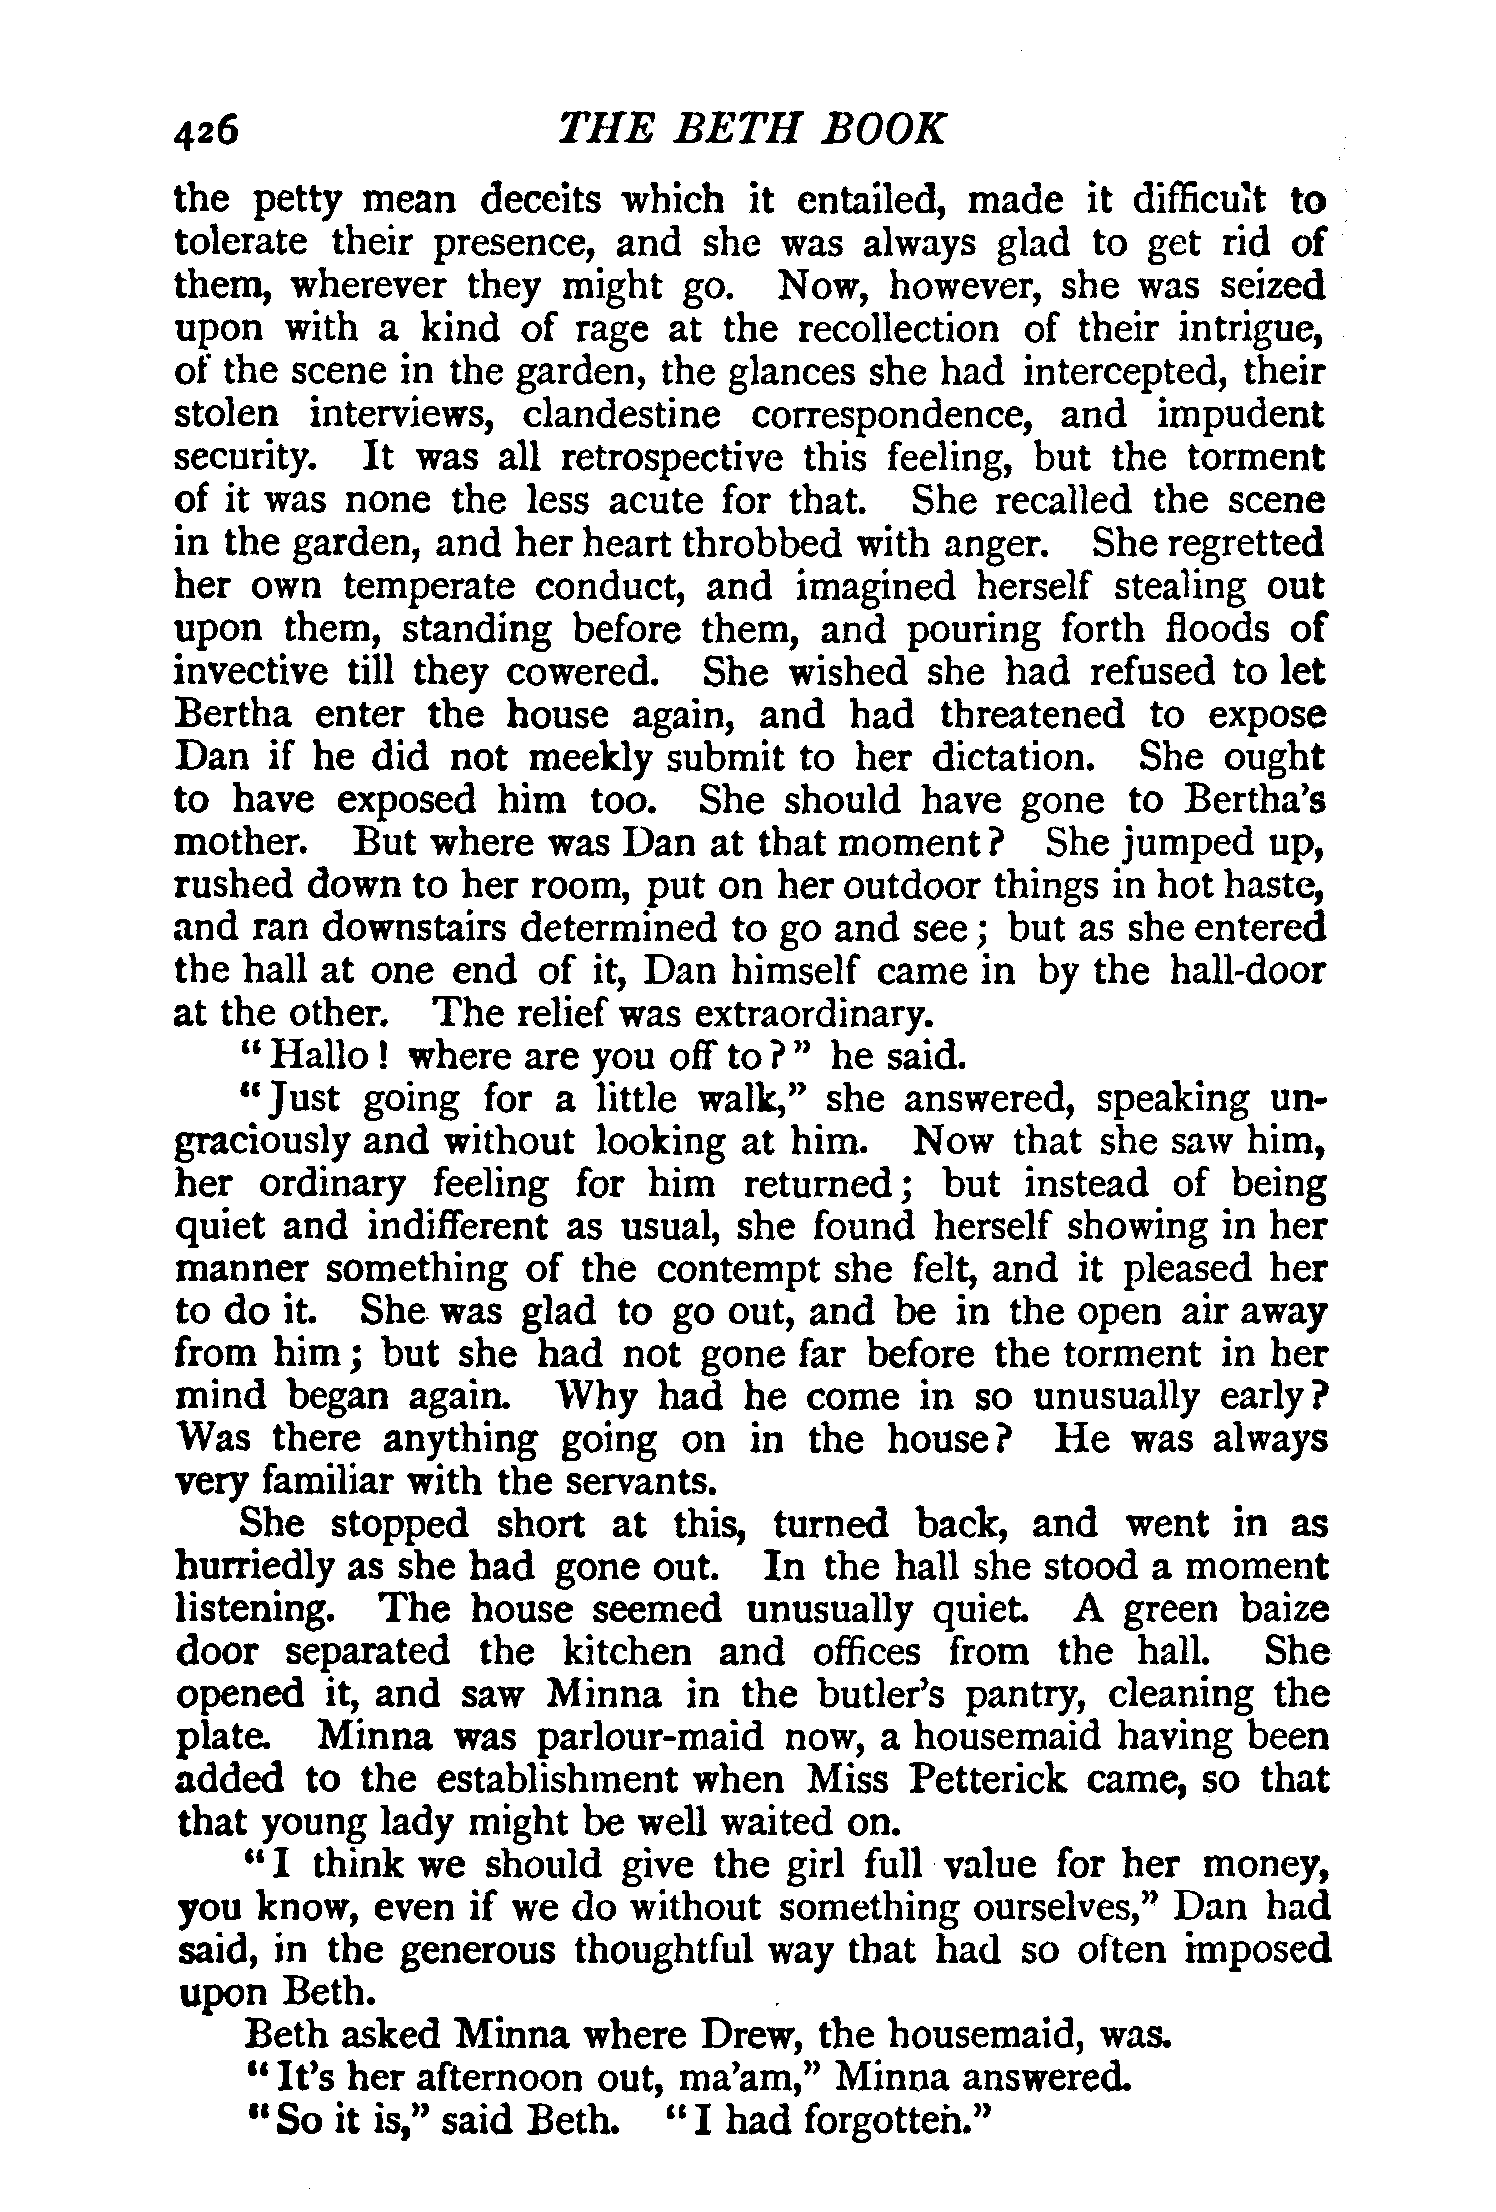 426 THE BETH BOOK
the petty mean deceits which it entailed, made it difficult to
tolerate their presence, and she was always glad to get rid of
them, wherever they might go. Now, however, she was seized
upon with a kind of rage at the recollection of their intrigue,
of the scene in the garden, the glances she had intercepted, their
stolen interviews, clandestine correspondence, and impudent
security. It was all retrospective this feeling, but the torment
of it was none the less acute for that. She recalled the scene
in the garden, and her heart throbbed with anger. She regretted
her own temperate conduct, and imagined herself stealing out
upon them, standing before them, and pouring forth floods of
invective till they cowered. She wished she had refused to let
Bertha enter the house again, and had threatened to expose
Dan if he did not meekly submit to her dictation. She ought
to have exposed him too. She should have gone to Bertha's
mother. But where was Dan at that moment? She jumped up,
rushed down to her room, put on her outdoor things in hot haste,
and ran downstairs determined to go and see; but as she entered
the hall at one end of it, Dan himself came in by the hall-door
at the other. The relief was extraordinary.
"Hallo! where are you off to?" he said.
"Just going for a little walk," she answered, speaking un-
graciously and without looking at him. Now that she saw him,
her ordinary feeling for him returned; but instead of being
quiet and indifferent as usual, she found herself showing in her
manner something of the contempt she felt, and it pleased her
to do it. She was glad to go out, and be in the open air away
from him; but she had not gone far before the torment in her
mind began again. Why had he come in so unusually early?
Was there anything going on in the house? He was always
very familiar with the servants.
She stopped short at this, turned back, and went in as
hurriedly as she had gone out. In the hall she stood a moment
listening. The house seemed unusually quiet. A green baize
door separated the kitchen and offices from the hall. She
opened it, and saw Minna in the butler's pantry, cleaning the
plate. Minna was parlour-maid now, a housemaid having been
added to the establishment when Miss Petterick came, so that
that young lady might be well waited on.
"I think we should give the girl full value for her money,
you know, even if we do without something ourselves," Dan had
said, in the generous thoughtful way that had so often imposed
upon Beth.
Beth asked Minna where Drew, the housemaid, was.
"It's her afternoon out, ma'am," Minna answered.
"So it is," said Beth. "I had forgotten."